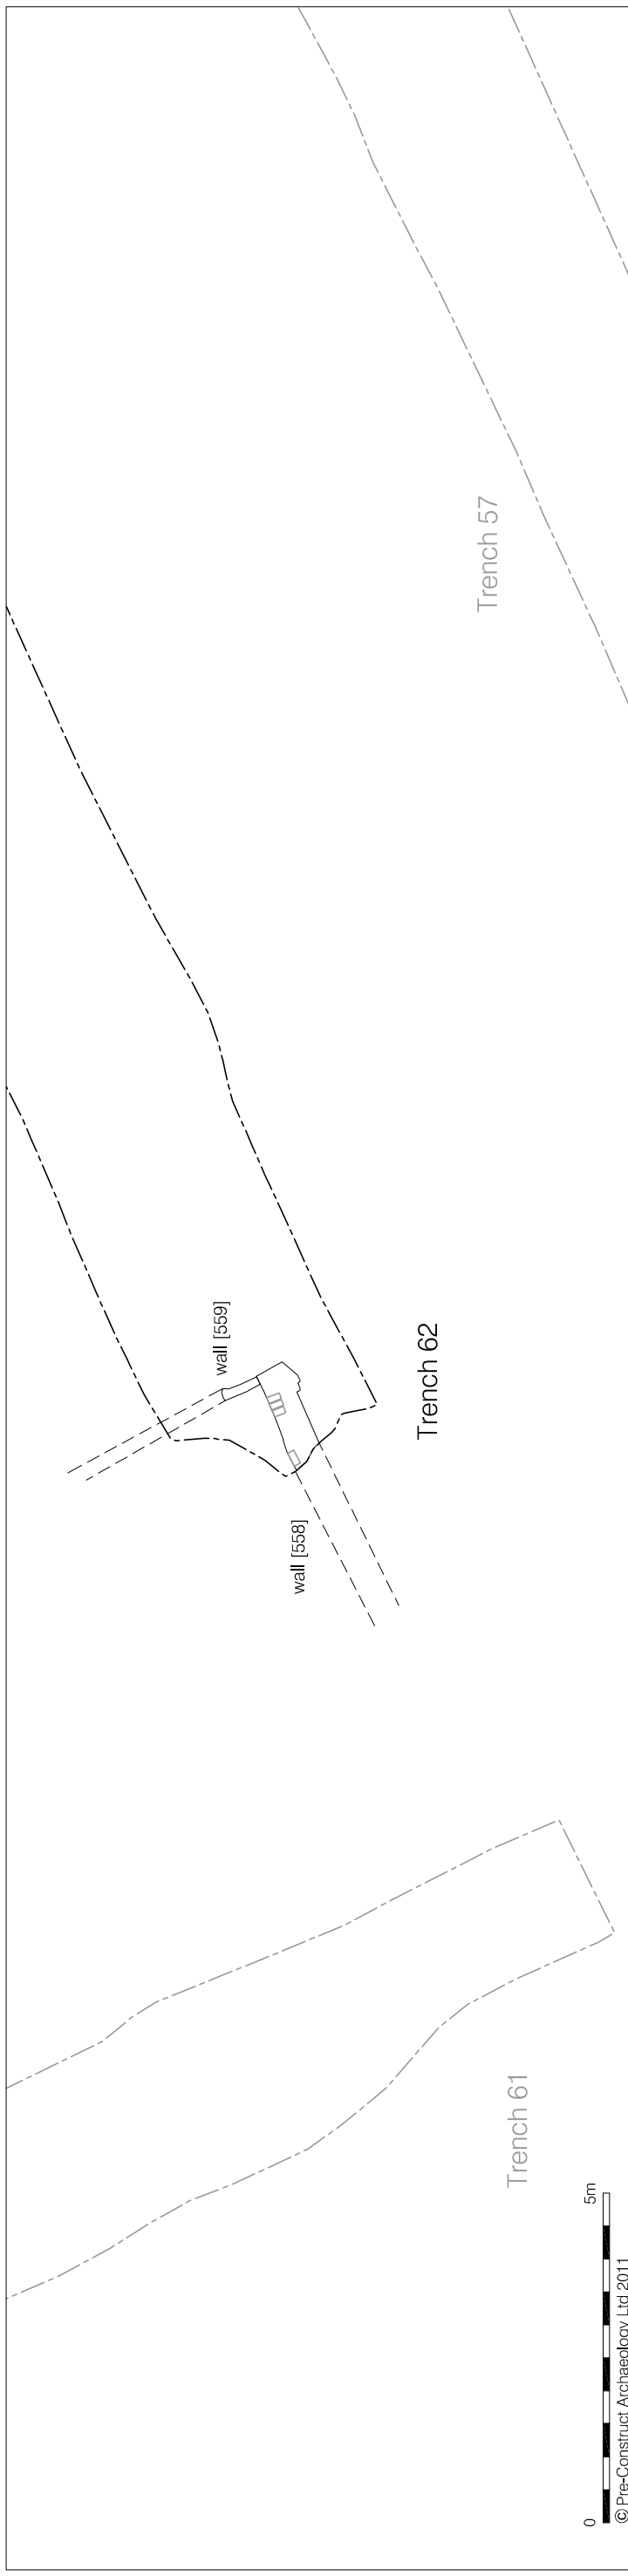 Trench 57
wall [559]
Trench 62
wall [558]
Trench 61
0 5m
© Pre-Construct Archaeology Ltd 2011